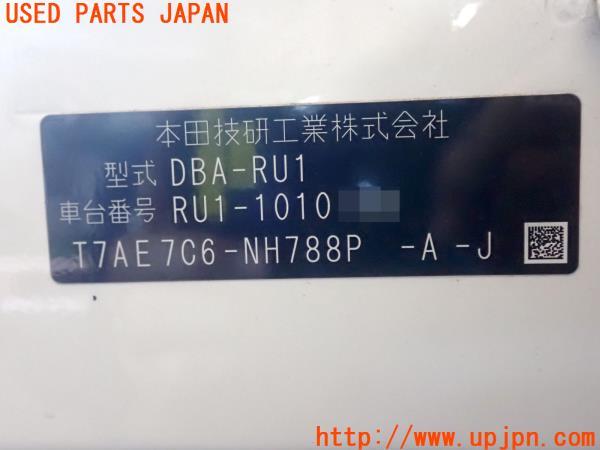 USED PARTS JAPAN
本田技研工業株式会社
型式 DBA-RU1
車台番号 RU1-1010
T7AE7C6-NH788P -A -J
http://www.upjpn.com/